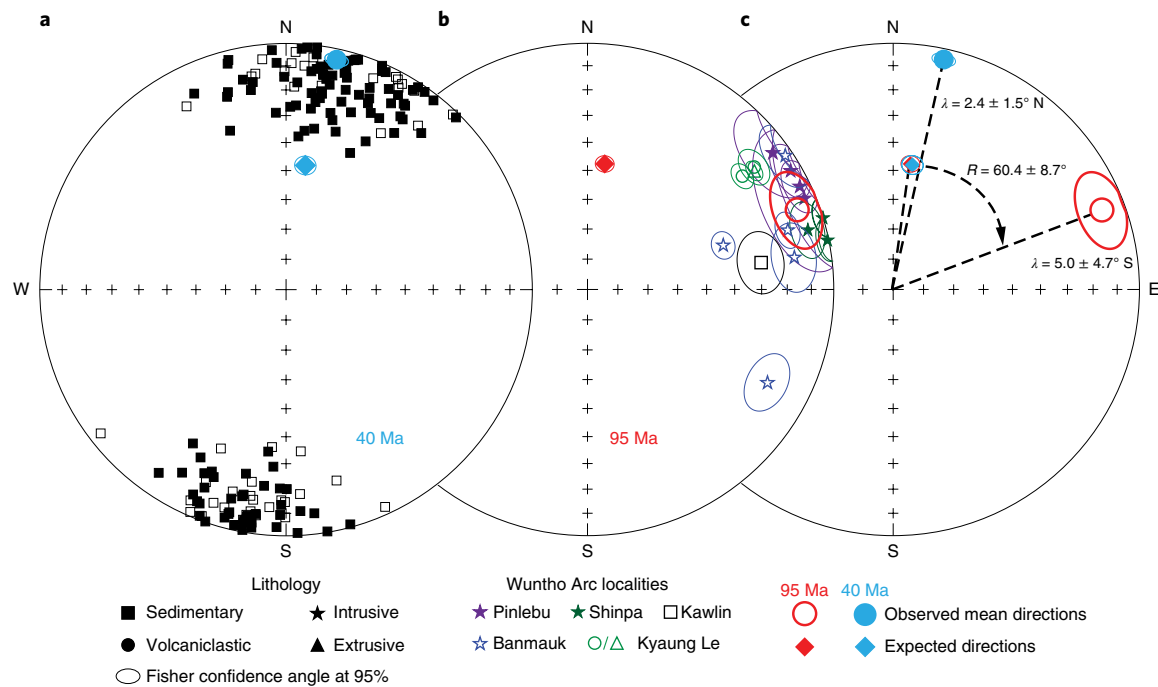 a
b
c
N
N
N
λ = 2.4 ± 1.5° N
R = 60.4 ± 8.7°
λ = 5.0 ± 4.7° S
W
E
40 Ma
95 Ma
S
S
S
Lithology
Sedimentary
Intrusive
Volcaniclastic
Extrusive
Fisher confidence angle at 95%
Wuntho Arc localities
Pinlebu
Shinpa
Kawlin
Banmauk
/
Kyaung Le
95 Ma
40 Ma
Observed mean directions
Expected directions